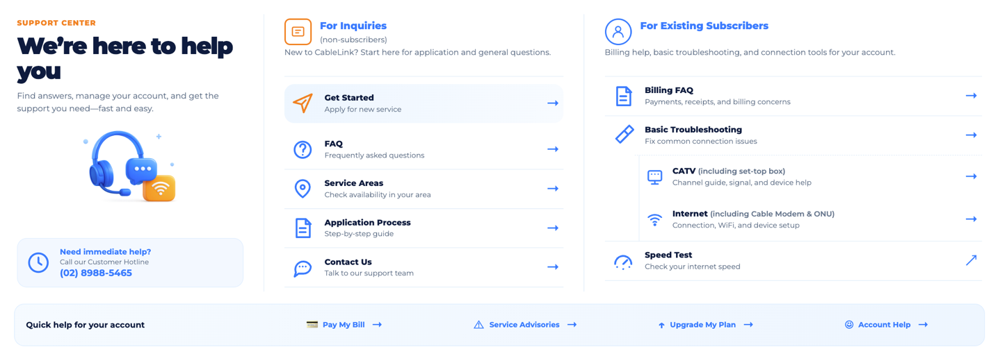 SUPPORT CENTER
We’re here to help
you
Find answers, manage your account, and get the
support you need—fast and easy.
Need immediate help?
Call our Customer Hotline
(02) 8988-5465
For Inquiries
(non-subscribers)
New to CableLink? Start here for application and general questions.
Get Started
Apply for new service
FAQ
Frequently asked questions
Service Areas
Check availability in your area
Application Process
Step-by-step guide
Contact Us
Talk to our support team
For Existing Subscribers
Billing help, basic troubleshooting, and connection tools for your account.
Billing FAQ
Payments, receipts, and billing concerns
Basic Troubleshooting
Fix common connection issues
CATV (including set-top box)
Channel guide, signal, and device help
Internet (including Cable Modem & ONU)
Connection, WiFi, and device setup
Speed Test
Check your internet speed
Quick help for your account
Pay My Bill
Service Advisories
Upgrade My Plan
Account Help